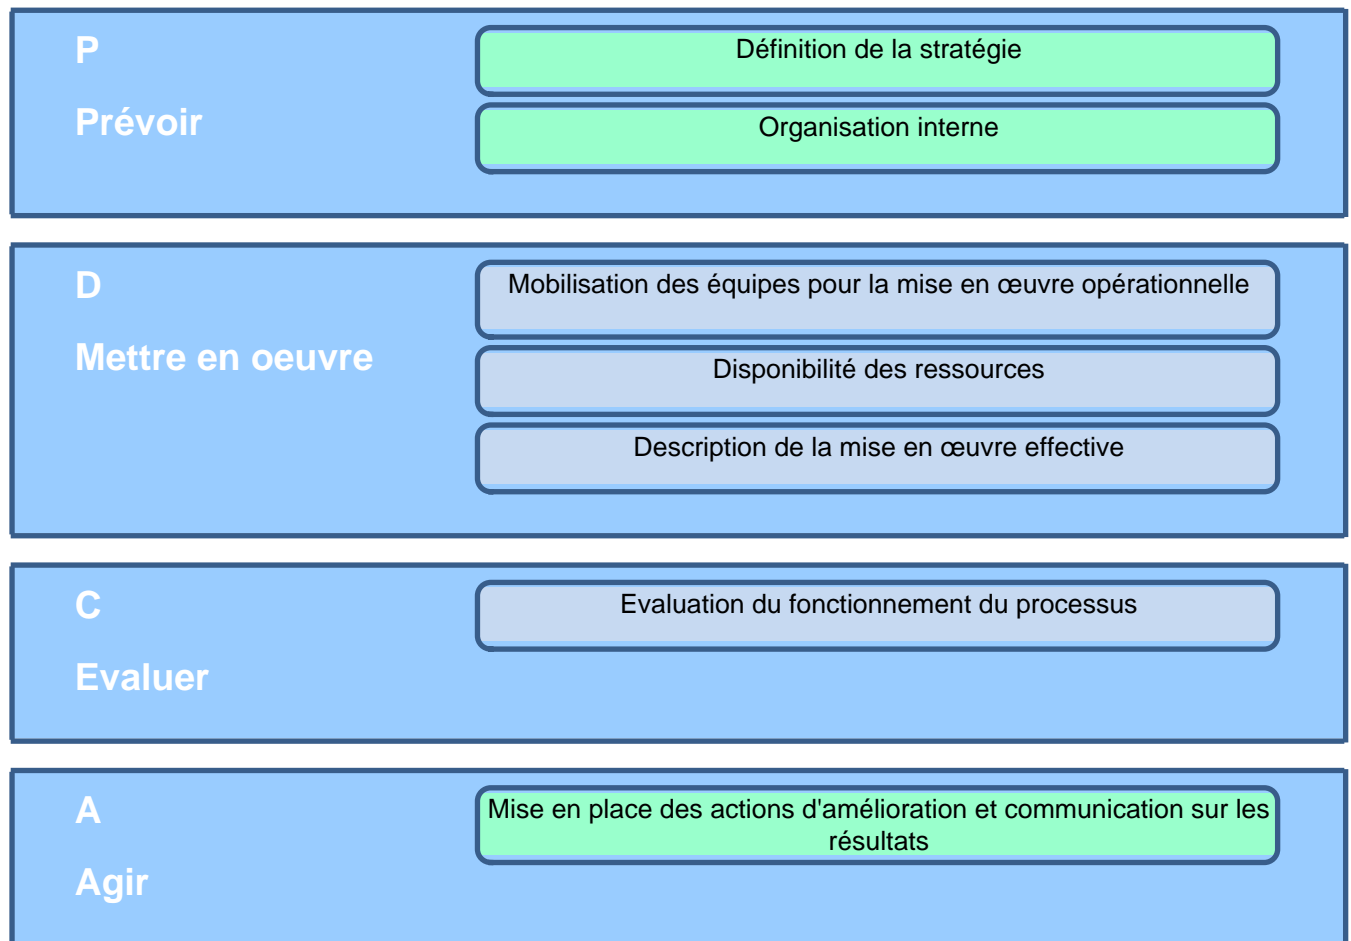 P
Prévoir
Définition de la stratégie
Organisation interne
D
Mettre en oeuvre
Mobilisation des équipes pour la mise en œuvre opérationnelle
Disponibilité des ressources
Description de la mise en œuvre effective
C
Evaluer
Evaluation du fonctionnement du processus
A
Agir
Mise en place des actions d'amélioration et communication sur les
résultats